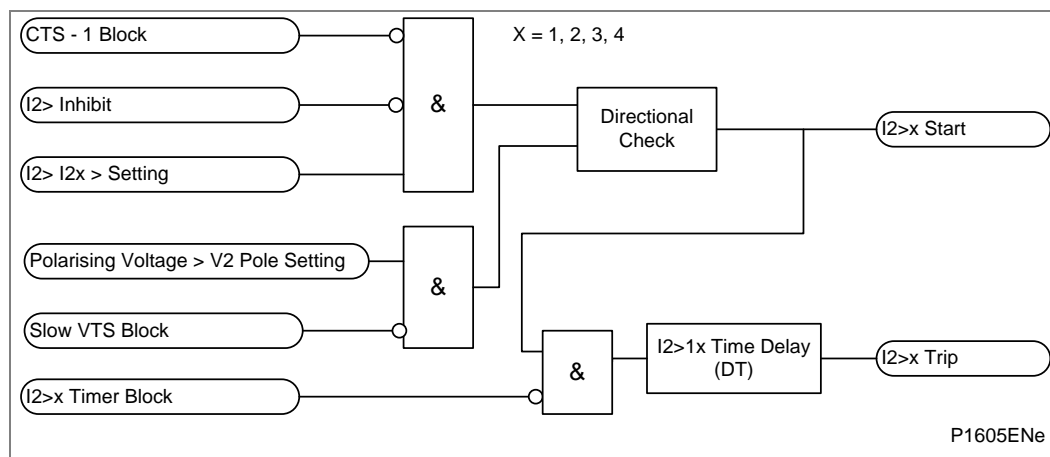 CTS - 1 Block
X = 1, 2, 3, 4
I2> Inhibit
&
Directional
Check
I2>x Start
I2> I2x > Setting
Polarising Voltage > V2 Pole Setting
&
Slow VTS Block
I2>1x Time Delay
(DT)
I2>x Trip
&
I2>x Timer Block
P1605ENe